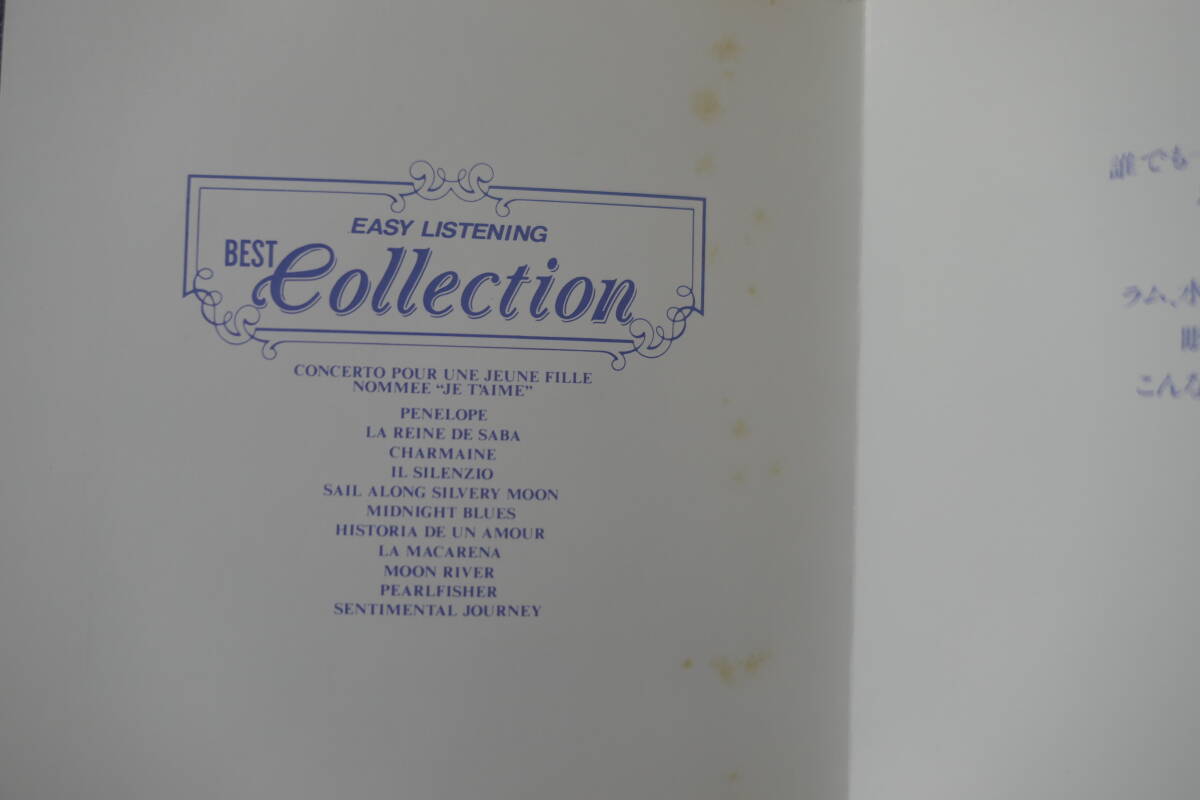 EASY LISTENING
BEST Collection
CONCERTO POUR UNE JEUNE FILLE
NOMMEE “JE T'AIME”
PENELOPE
LA REINE DE SABA
CHARMAINE
IL SILENZIO
SAIL ALONG SILVERY MOON
MIDNIGHT BLUES
HISTORIA DE UN AMOUR
LA MACARENA
MOON RIVER
PEARLFISHER
SENTIMENTAL JOURNEY
誰でも
ラム、小
こんな